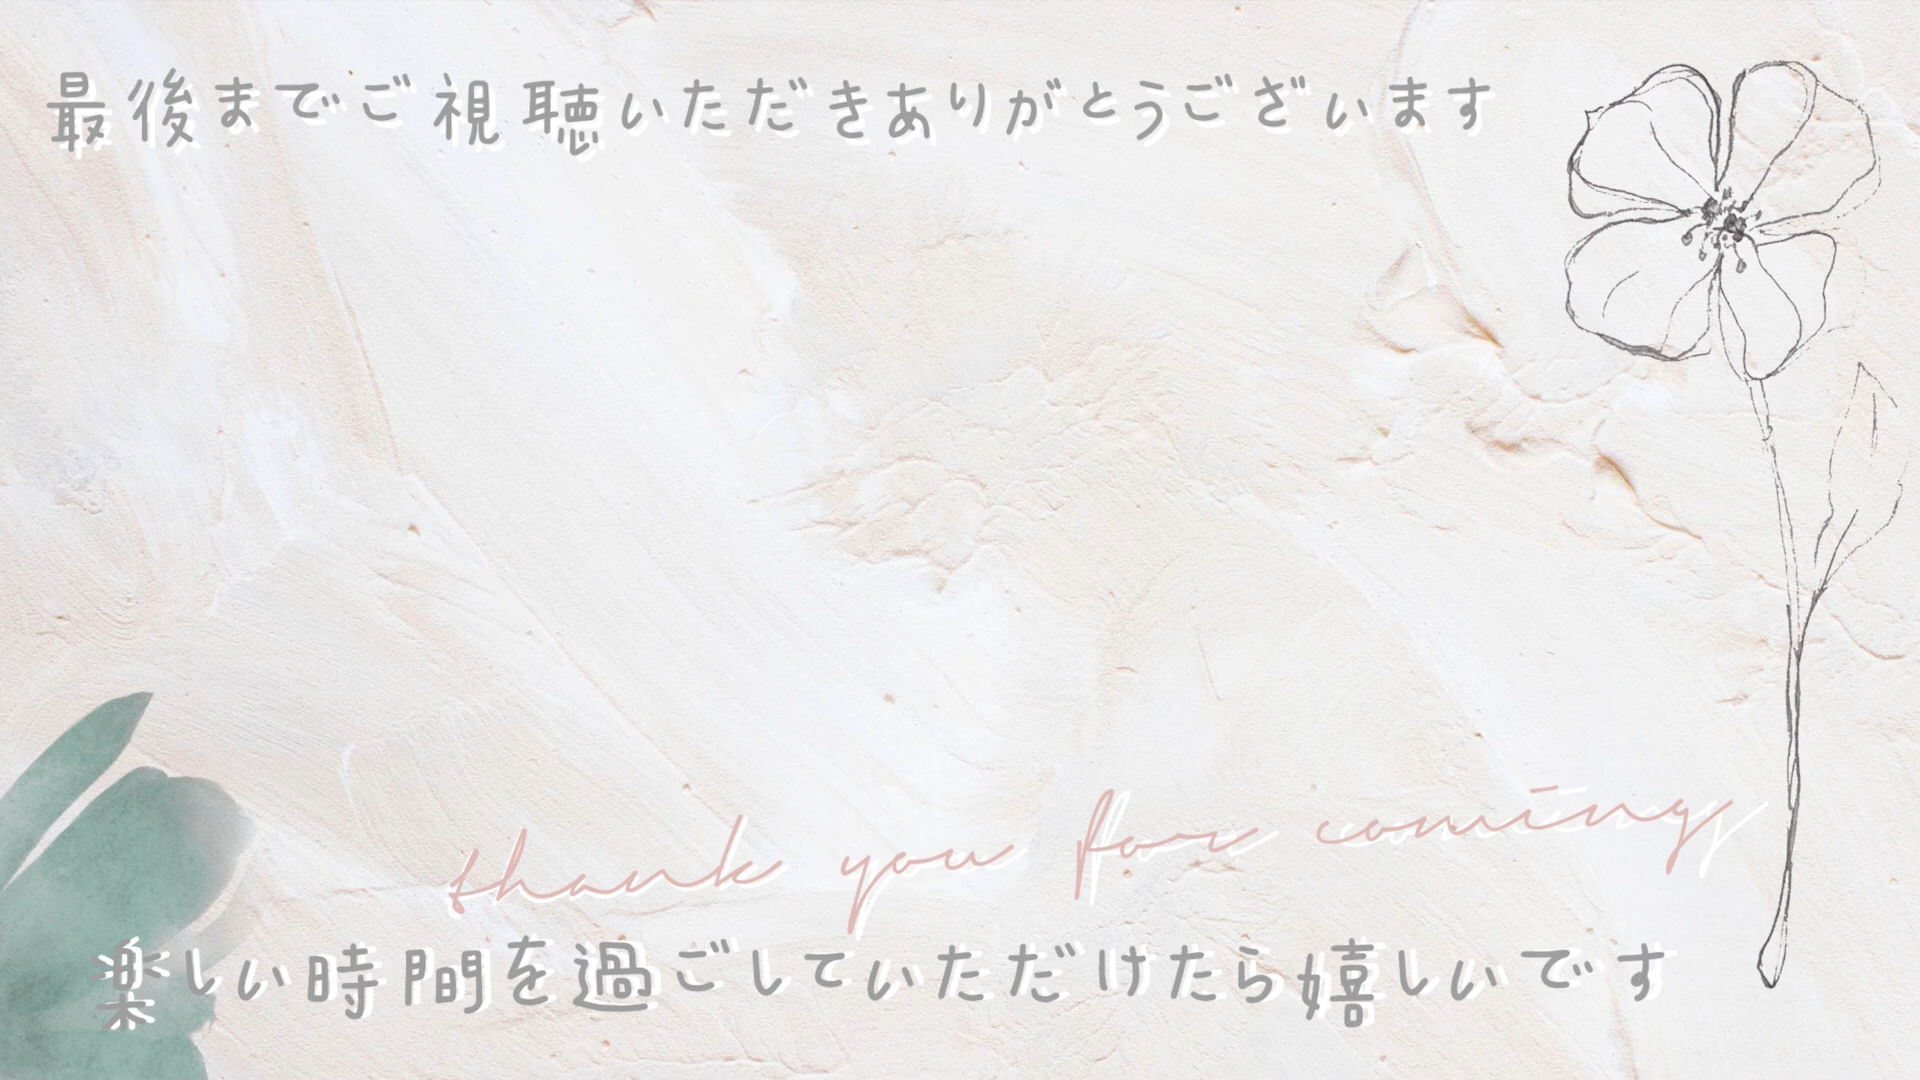 最後までご視聴いただきありがとうございます
thank you for coming
楽しい時間を過ごしていただけたら嬉しいです